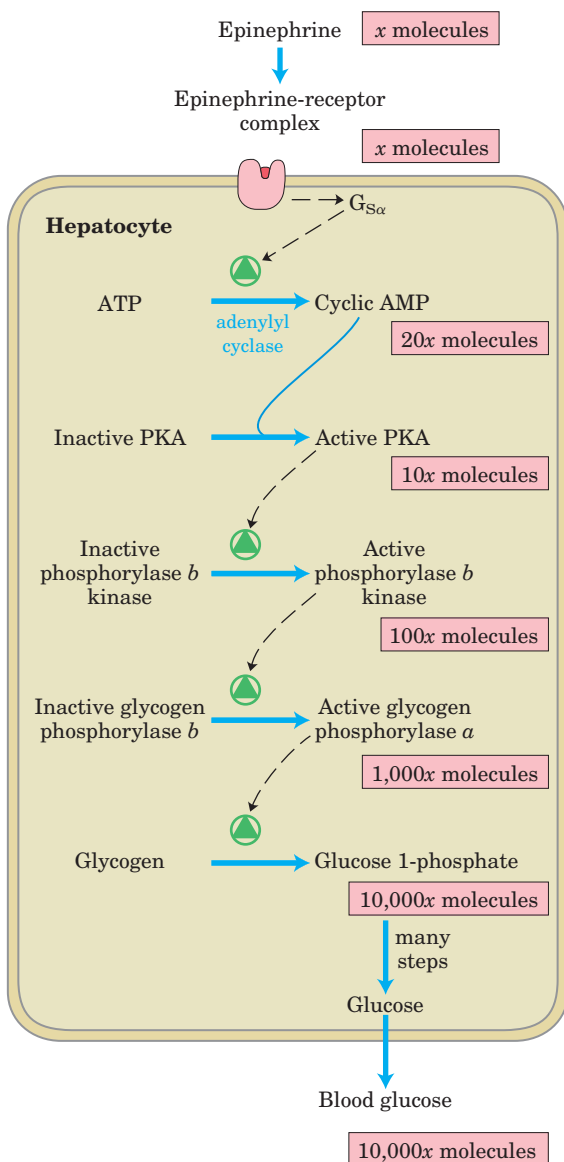 Epinephrine
x molecules
Epinephrine-receptor
complex
x molecules
Hepatocyte
GSα
ATP
adenylyl
cyclase
Cyclic AMP
20x molecules
Inactive PKA
Active PKA
10x molecules
Inactive
phosphorylase b
kinase
Active
phosphorylase b
kinase
100x molecules
Inactive glycogen
phosphorylase b
Active glycogen
phosphorylase a
1,000x molecules
Glycogen
Glucose 1-phosphate
10,000x molecules
many
steps
Glucose
Blood glucose
10,000x molecules